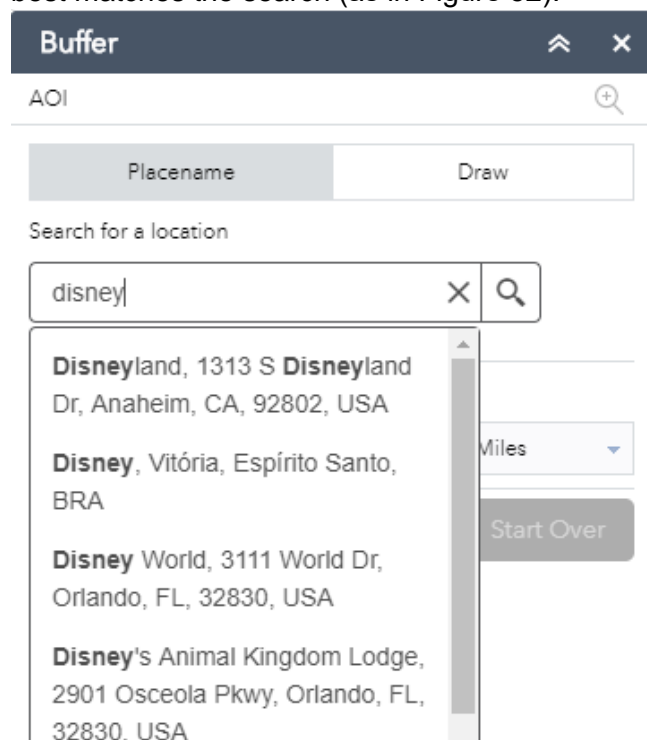 best matches the search (as in Figure 32).
Buffer
AOI
Placename
Draw
Search for a location
disney
Disneyland, 1313 S Disneyland
Dr, Anaheim, CA, 92802, USA
Miles
Disney, Vitória, Espírito Santo,
BRA
Start Over
Disney World, 3111 World Dr,
Orlando, FL, 32830, USA
Disney's Animal Kingdom Lodge,
2901 Osceola Pkwy, Orlando, FL,
32830, USA